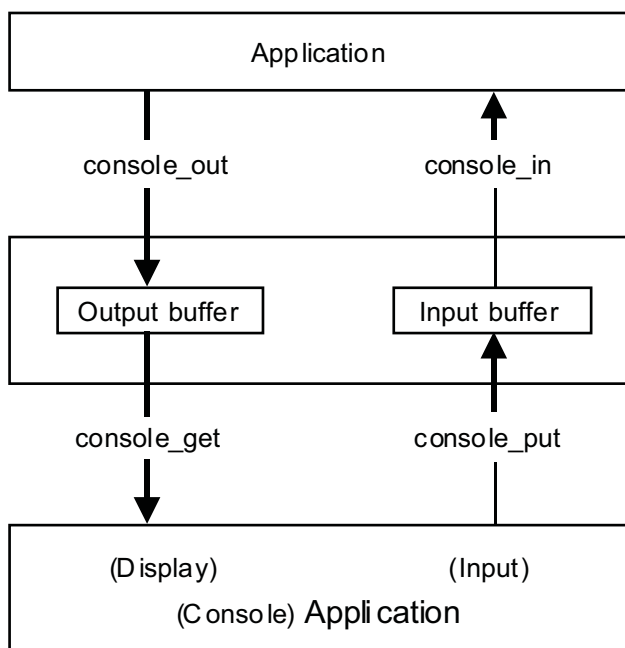 Application
console_out console_in
Output buffer Input buffer
console_get console_put
(Display) (Input)
(Console) Application